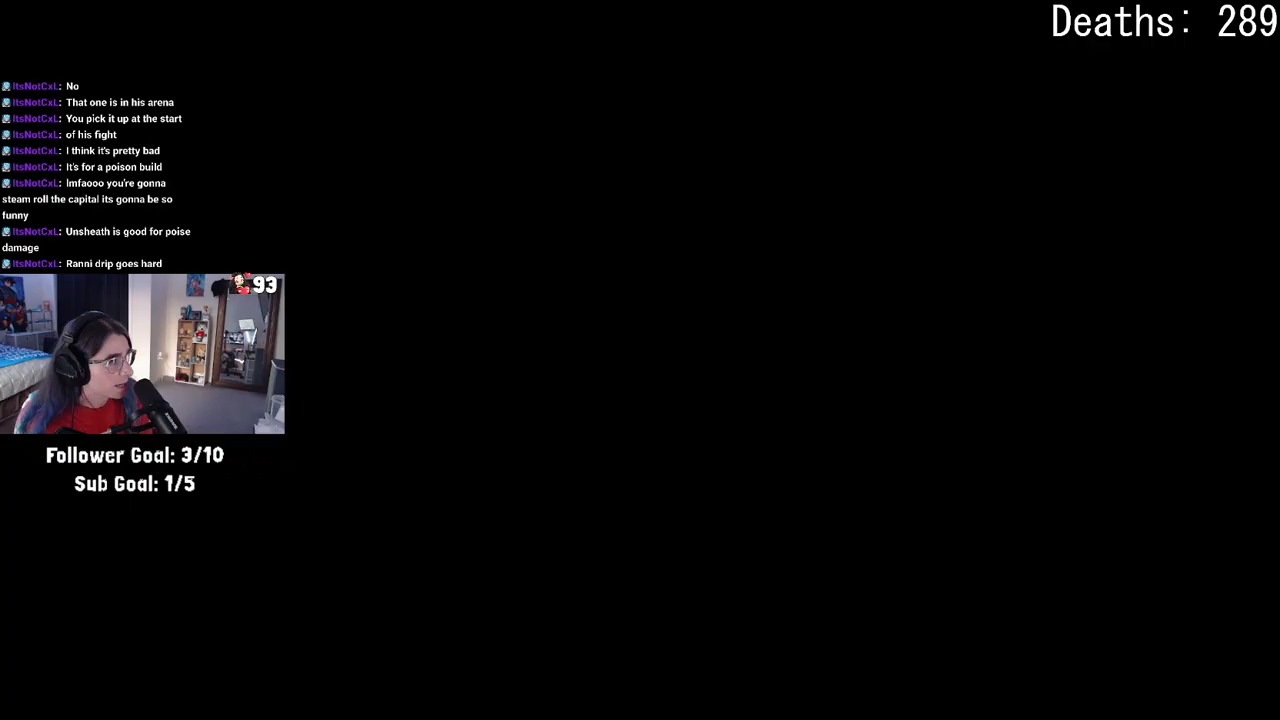 Deaths: 289
ItsNotCxL: No
ItsNotCxL: That one is in his arena
ItsNotCxL: You pick it up at the start
ItsNotCxL: of his fight
ItsNotCxL: I think it's pretty bad
ItsNotCxL: It's for a poison build
ItsNotCxL: lmfaooo you're gonna
steam roll the capital its gonna be so
funny
ItsNotCxL: Unsheath is good for poise
damage
ItsNotCxL: Ranni drip goes hard
93
Follower Goal: 3/10
Sub Goal: 1/5